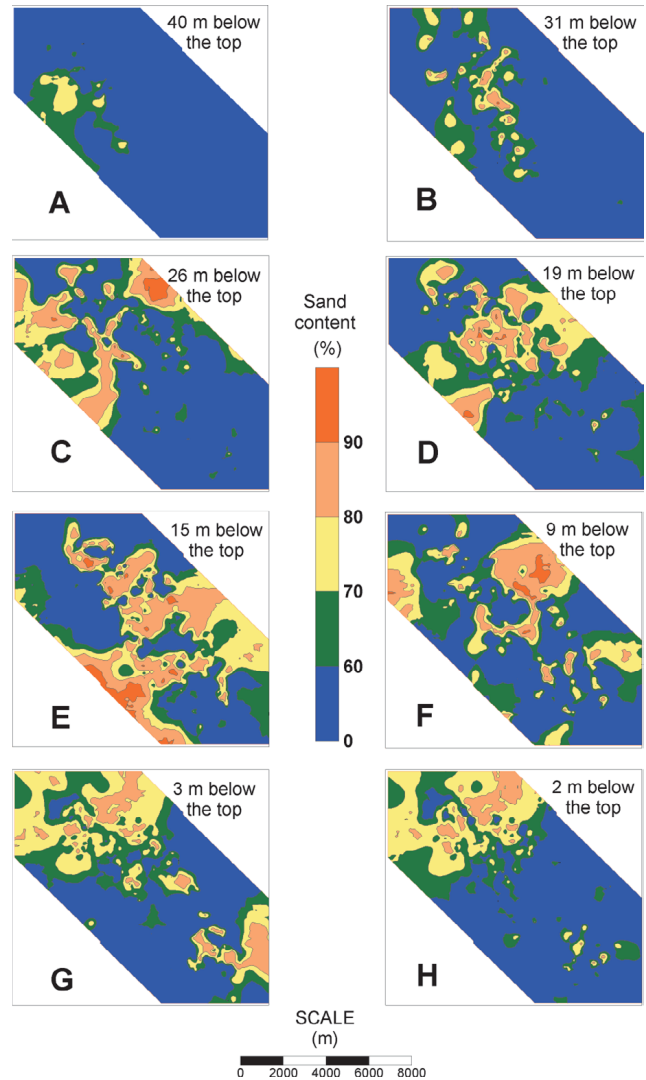 40 m below
the top
A
31 m below
the top
B
26 m below
the top
C
Sand
content
(%)
90
80
70
60
0
19 m below
the top
D
15 m below
the top
E
9 m below
the top
F
3 m below
the top
G
2 m below
the top
H
SCALE
(m)
0 2000 4000 6000 8000